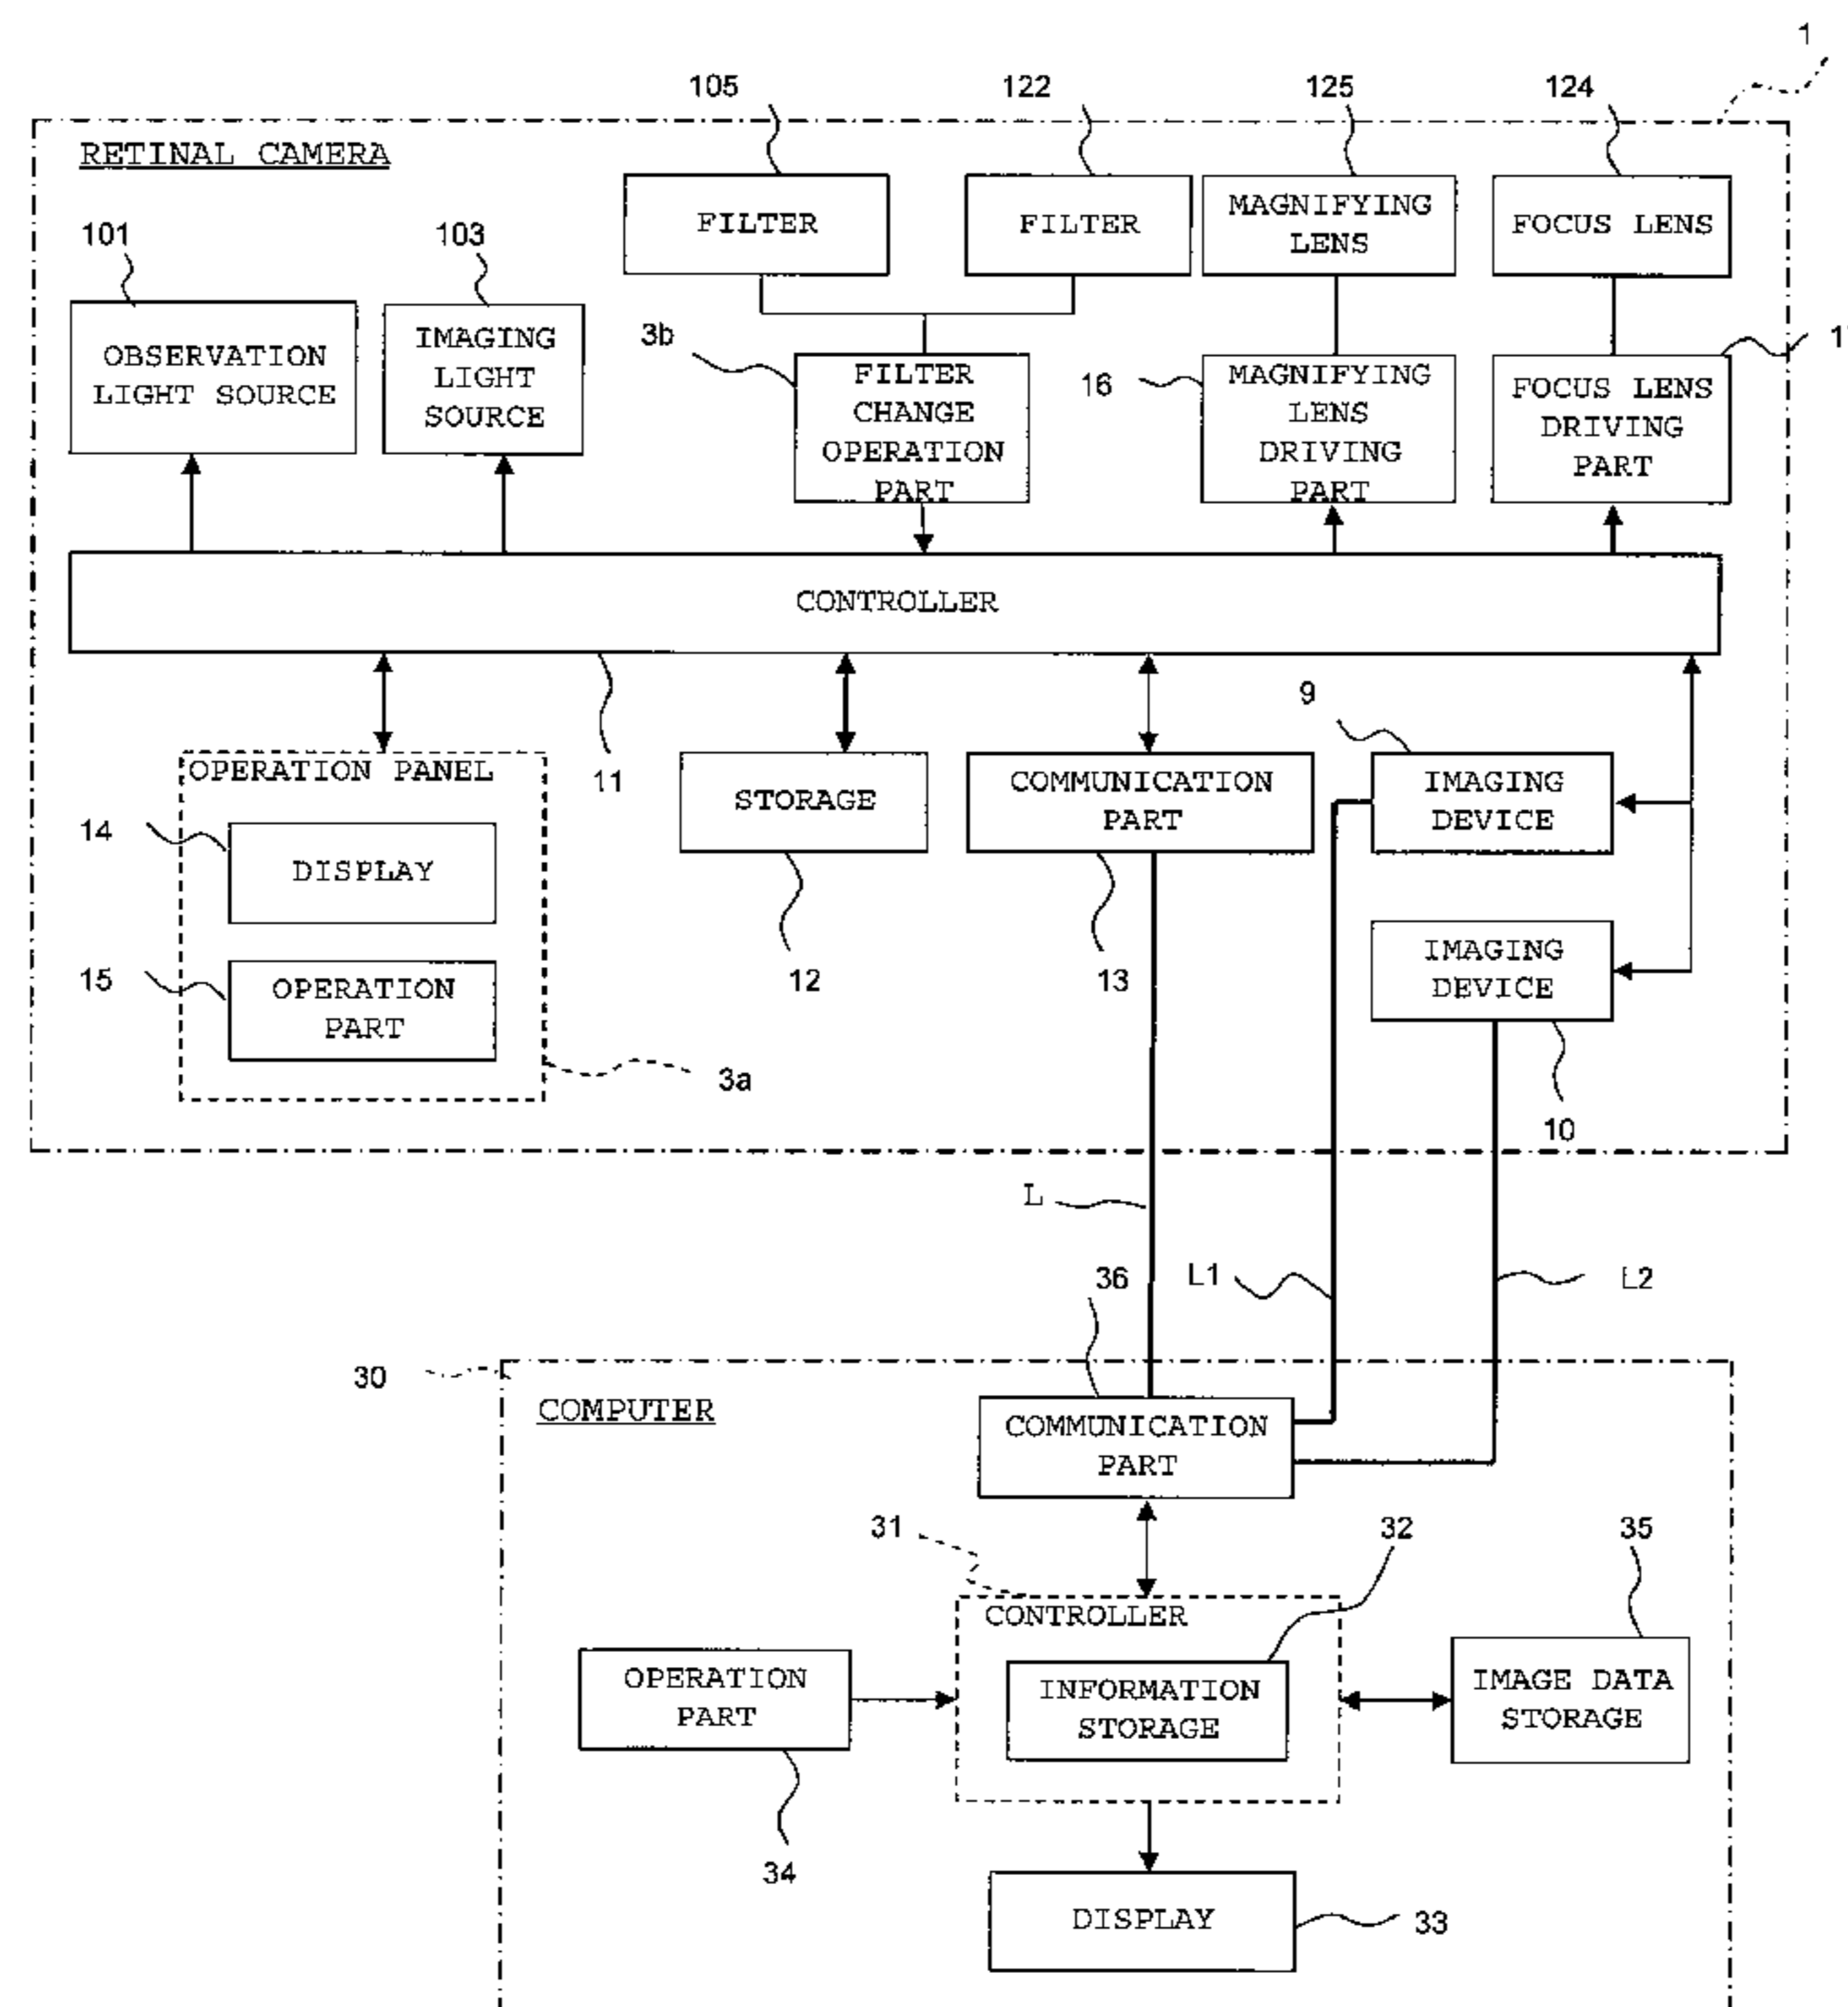 1
105
122
125
124
RETINAL CAMERA
101
103
FILTER
FILTER
MAGNIFYING
LENS
FOCUS LENS
OBSERVATION
LIGHT SOURCE
IMAGING
LIGHT
SOURCE
3b
FILTER
CHANGE
OPERATION
PART
16
MAGNIFYING
LENS
DRIVING
PART
FOCUS LENS
DRIVING
PART
CONTROLLER
11
9
OPERATION PANEL
14
DISPLAY
15
OPERATION
PART
3a
STORAGE
12
COMMUNICATION
PART
13
IMAGING
DEVICE
IMAGING
DEVICE
10
L
L1
L2
36
30
COMPUTER
COMMUNICATION
PART
31
32
35
CONTROLLER
INFORMATION
STORAGE
OPERATION
PART
34
IMAGE DATA
STORAGE
DISPLAY
33